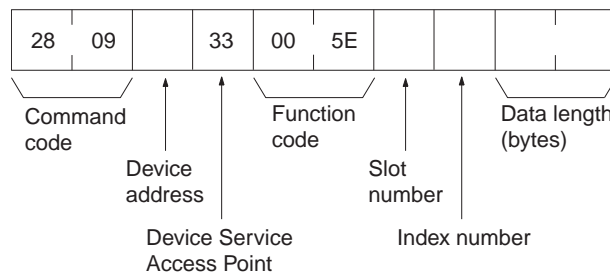 28 09 33 00 5E
Command code
Function code
Data length (bytes)
Device address
Slot number
Device Service Access Point
Index number